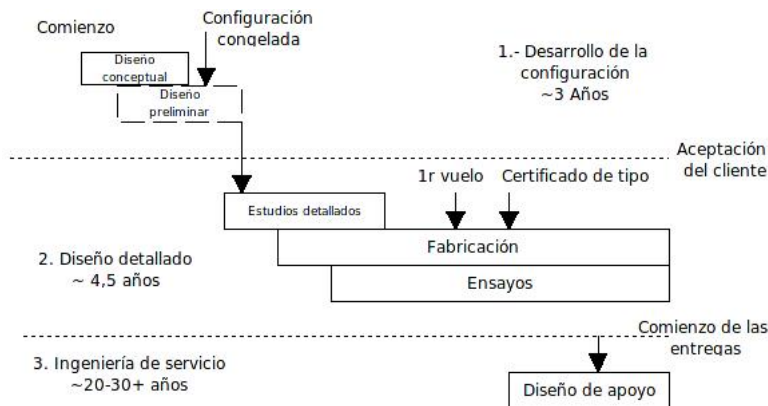 Comienzo
Configuración
congelada
Diseño
conceptual
Diseño
preliminar
1.- Desarrollo de la
configuración
~3 Años
Aceptación
del cliente
1r vuelo
Certificado de tipo
Estudios detallados
Fabricación
Ensayos
2. Diseño detallado
~ 4,5 años
Comienzo de las
entregas
3. Ingeniería de servicio
~20-30+ años
Diseño de apoyo